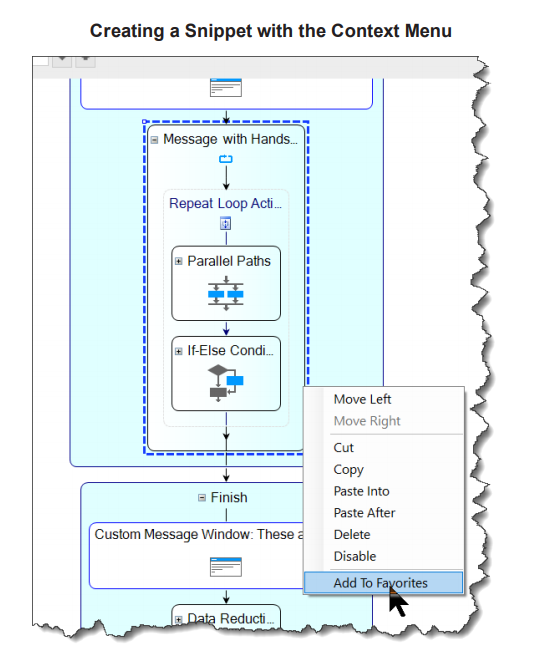 Creating a Snippet with the Context Menu
Message with Hands...
Repeat Loop Acti...
Parallel Paths
If-Else Condi...
Move Left
Move Right
Cut
Copy
Paste Into
Paste After
Delete
Disable
Add To Favorites
Finish
Custom Message Window: These a
Data Reducti...